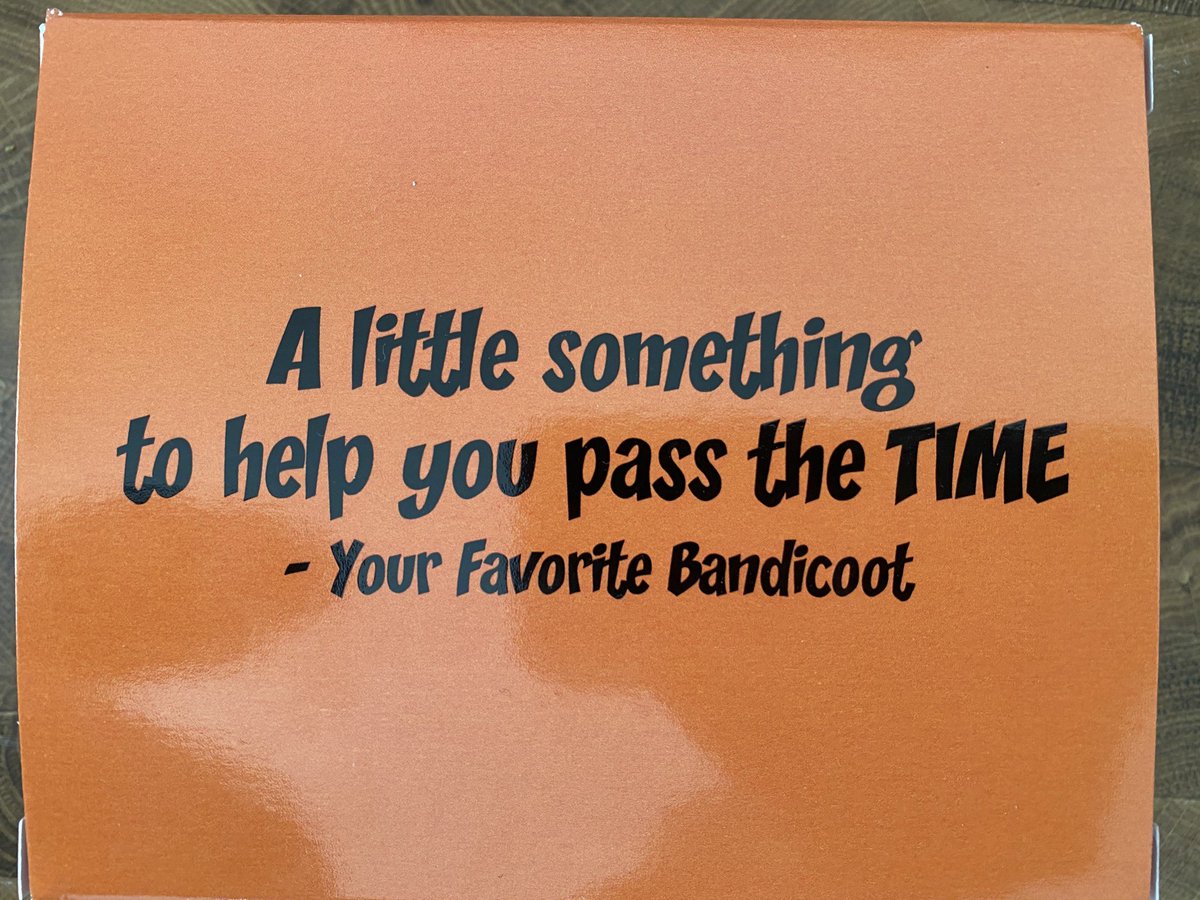 A little something
to help you pass the TIME
- Your Favorite Bandicoot